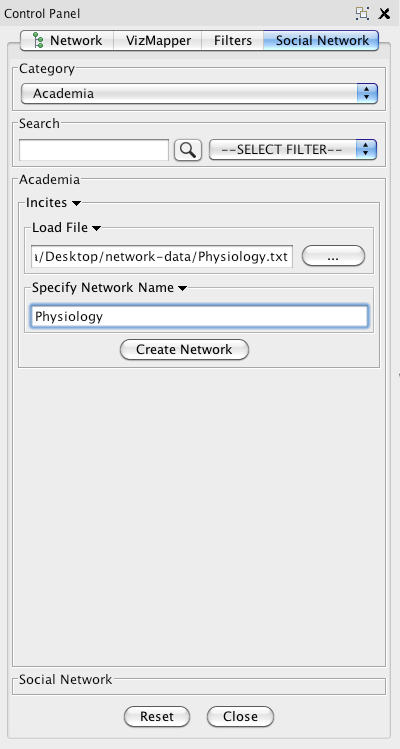 Control Panel
Network VizMapper Filters Social Network
Category
Academia
Search
--SELECT FILTER--
Academia
Incites
Load File
/Desktop/network-data/Physiology.txt ...
Specify Network Name
Physiology
Create Network
Social Network
Reset Close